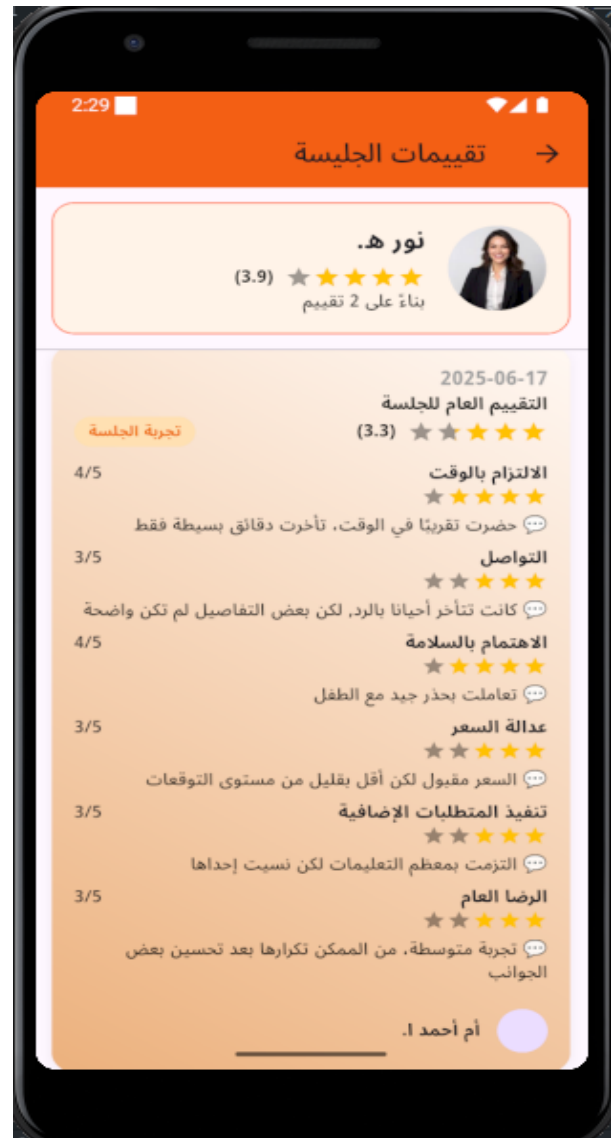 2:29
تقييمات الجليسة
نور ه.
(3.9)
بناءً على 2 تقييم
2025-06-17
التقييم العام للجلسة
(3.3)
تجربة الجلسة
الالتزام بالوقت
4/5
حضرت تقريبًا في الوقت، تأخرت دقائق بسيطة فقط
التواصل
3/5
كانت تتأخر أحيانا بالرد, لكن بعض التفاصيل لم تكن واضحة
الاهتمام بالسلامة
4/5
تعاملت بحذر جيد مع الطفل
عدالة السعر
3/5
السعر مقبول لكن أقل بقليل من مستوى التوقعات
تنفيذ المتطلبات الإضافية
3/5
التزمت بمعظم التعليمات لكن نسيت إحداها
الرضا العام
3/5
تجربة متوسطة، من الممكن تكرارها بعد تحسين بعض
الجوانب
أم أحمد ا.